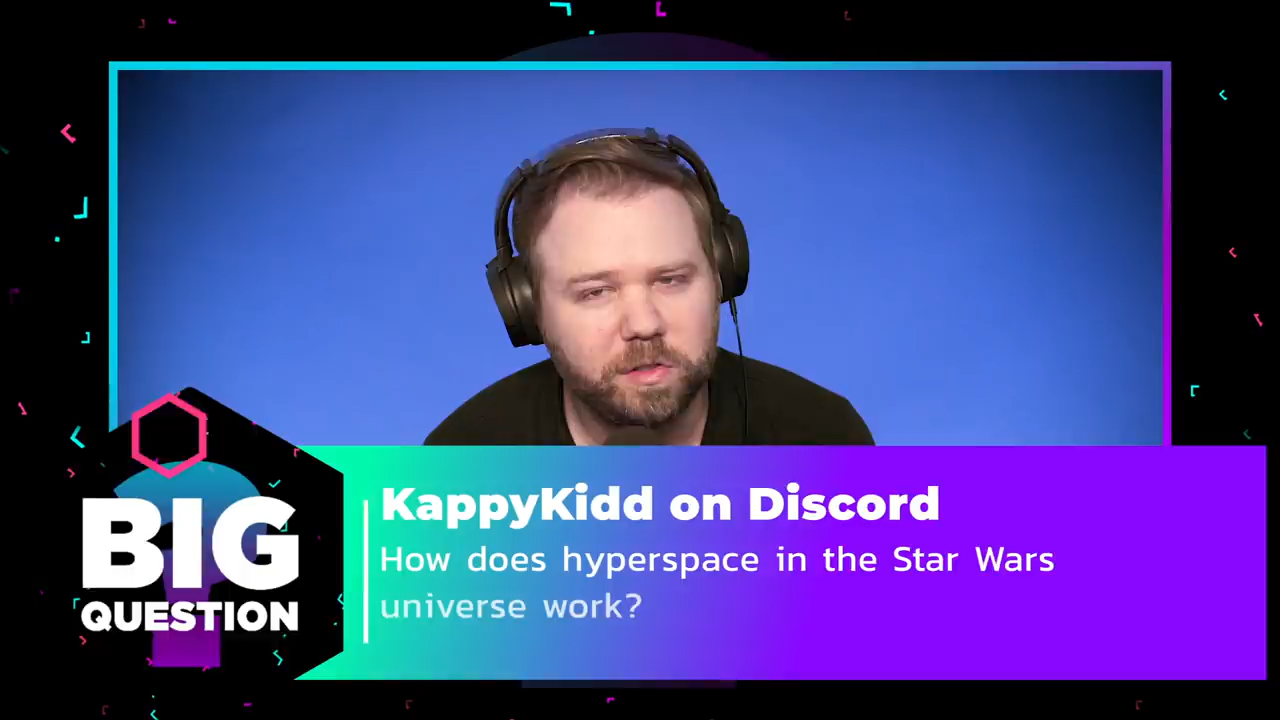 BIG
QUESTION
KappyKidd on Discord
How does hyperspace in the Star Wars
universe work?